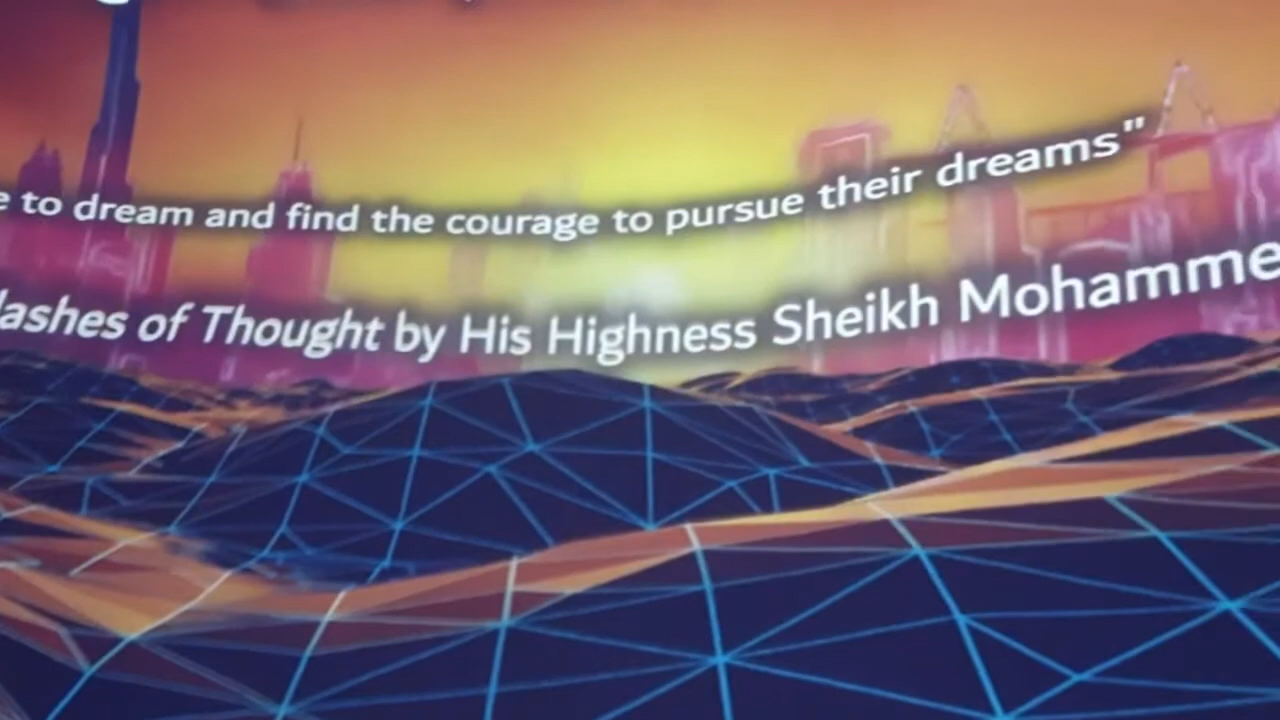 to dream and find the courage to pursue their dreams"
of Thought by His Highness Sheikh